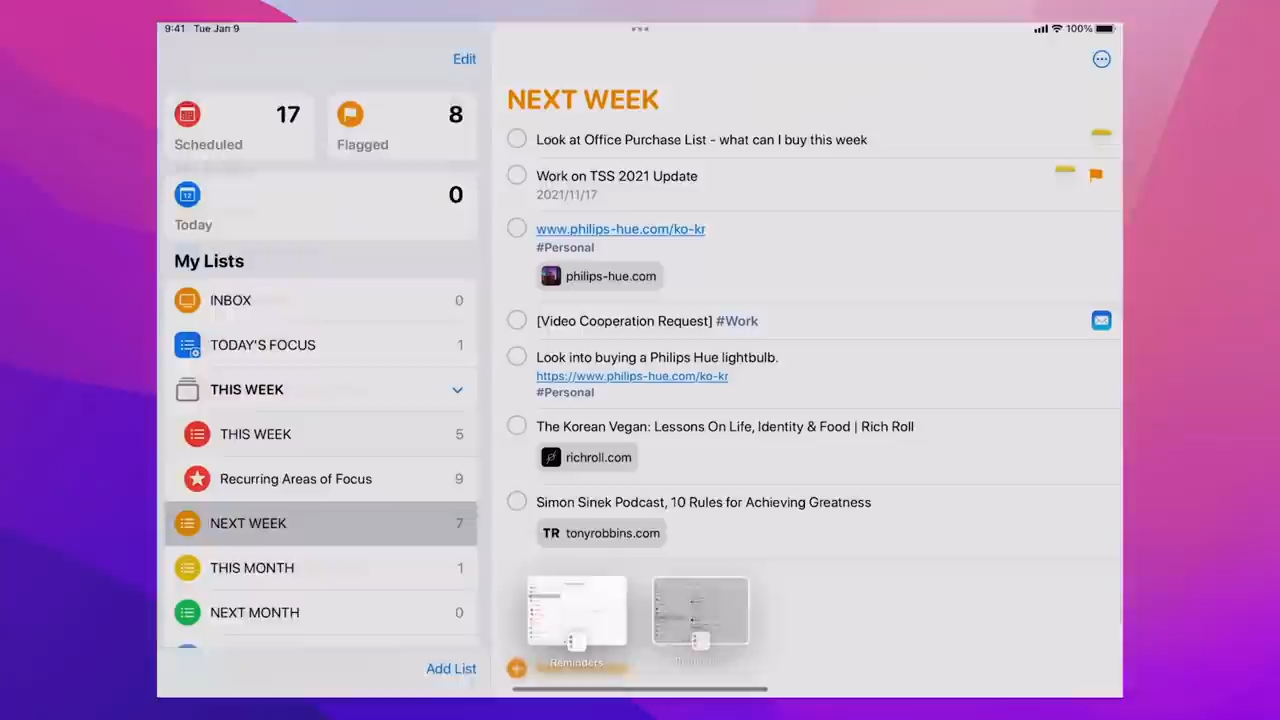 9:41 Tue Jan 9
100%
Edit
17
Scheduled
8
Flagged
12
0
Today
My Lists
INBOX 0
TODAY'S FOCUS 1
THIS WEEK
THIS WEEK 5
Recurring Areas of Focus 9
NEXT WEEK 7
THIS MONTH 1
NEXT MONTH 0
Add List
NEXT WEEK
Look at Office Purchase List - what can I buy this week
Work on TSS 2021 Update
2021/11/17
www.philips-hue.com/ko-kr
#Personal
philips-hue.com
[Video Cooperation Request] #Work
Look into buying a Philips Hue lightbulb.
https://www.philips-hue.com/ko-kr
#Personal
The Korean Vegan: Lessons On Life, Identity & Food | Rich Roll
richroll.com
Simon Sinek Podcast, 10 Rules for Achieving Greatness
TR tonyrobbins.com
Reminders